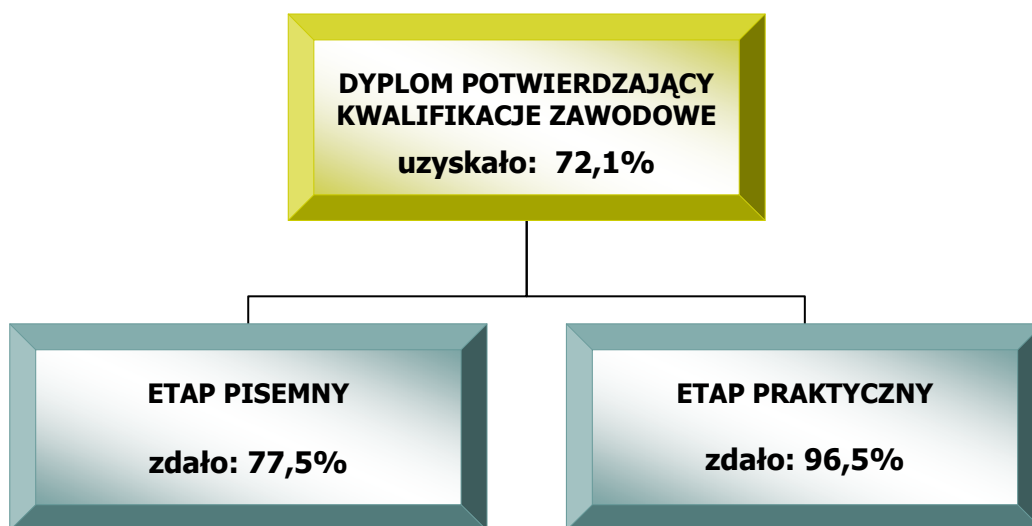 DYPLOM POTWIERDZAJĄCY
KWALIFIKACJE ZAWODOWE
uzyskało: 72,1%
ETAP PISEMNY
zdało: 77,5%
ETAP PRAKTYCZNY
zdało: 96,5%